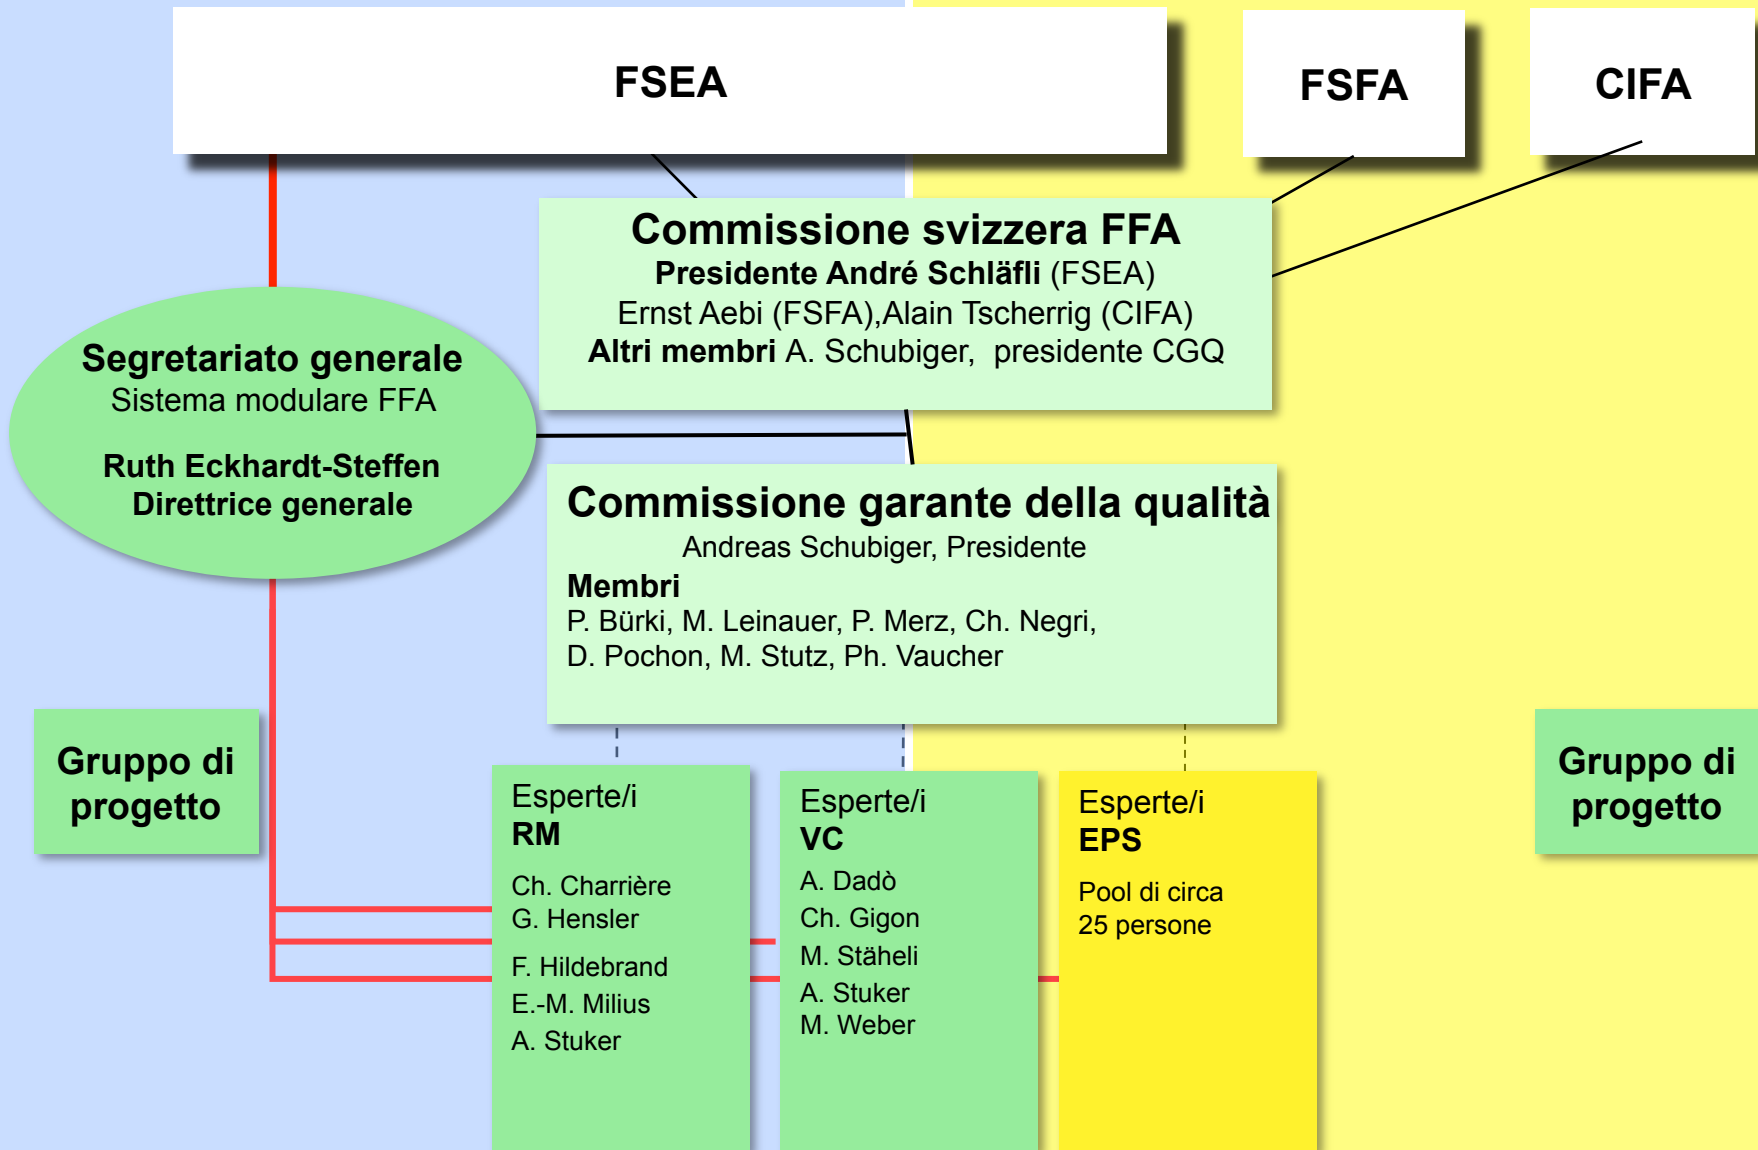 FSEA
FSFA
CIFA
Commissione svizzera FFA
Presidente André Schläfli (FSEA)
Ernst Aebi (FSFA),Alain Tscherrig (CIFA)
Altri membri A. Schubiger, presidente CGQ
Segretariato generale
Sistema modulare FFA
Ruth Eckhardt-Steffen
Direttrice generale
Commissione garante della qualità
Andreas Schubiger, Presidente
Membri
P. Bürki, M. Leinauer, P. Merz, Ch. Negri,
D. Pochon, M. Stutz, Ph. Vaucher
Gruppo di
progetto
Esperte/i
RM
Ch. Charrière
G. Hensler
F. Hildebrand
E.-M. Milius
A. Stuker
Esperte/i
VC
A. Dadò
Ch. Gigon
M. Stäheli
A. Stuker
M. Weber
Esperte/i
EPS
Pool di circa
25 persone
Gruppo di
progetto